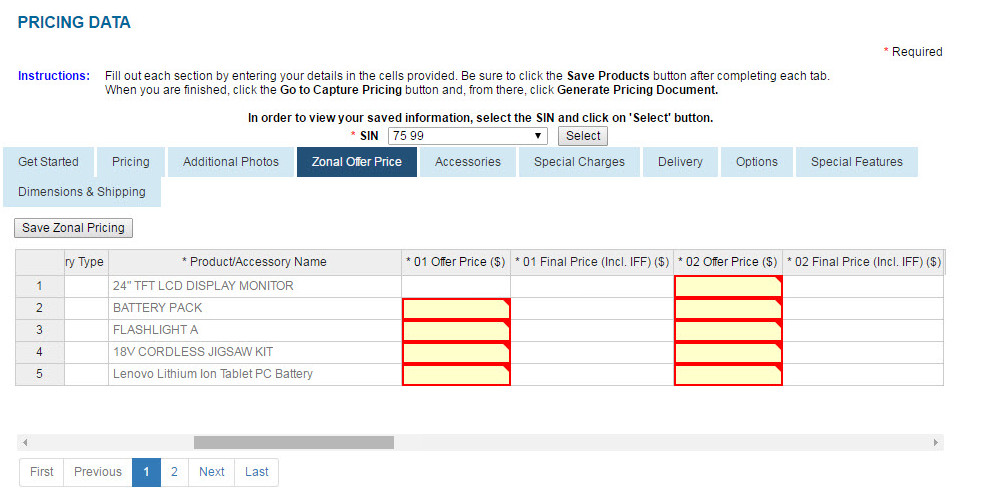 PRICING DATA
* Required
Instructions: Fill out each section by entering your details in the cells provided. Be sure to click the Save Products button after completing each tab.
When you are finished, click the Go to Capture Pricing button and, from there, click Generate Pricing Document.
In order to view your saved information, select the SIN and click on 'Select' button.
* SIN 75 99 Select
Get Started Pricing Additional Photos Zonal Offer Price Accessories Special Charges Delivery Options Special Features
Dimensions & Shipping
Save Zonal Pricing
ry Type * Product/Accessory Name * 01 Offer Price ($) * 01 Final Price (Incl. IFF) ($) * 02 Offer Price ($) * 02 Final Price (Incl. IFF) ($)
1 24" TFT LCD DISPLAY MONITOR
2 BATTERY PACK
3 FLASHLIGHT A
4 18V CORDLESS JIGSAW KIT
5 Lenovo Lithium Ion Tablet PC Battery
First Previous 1 2 Next Last